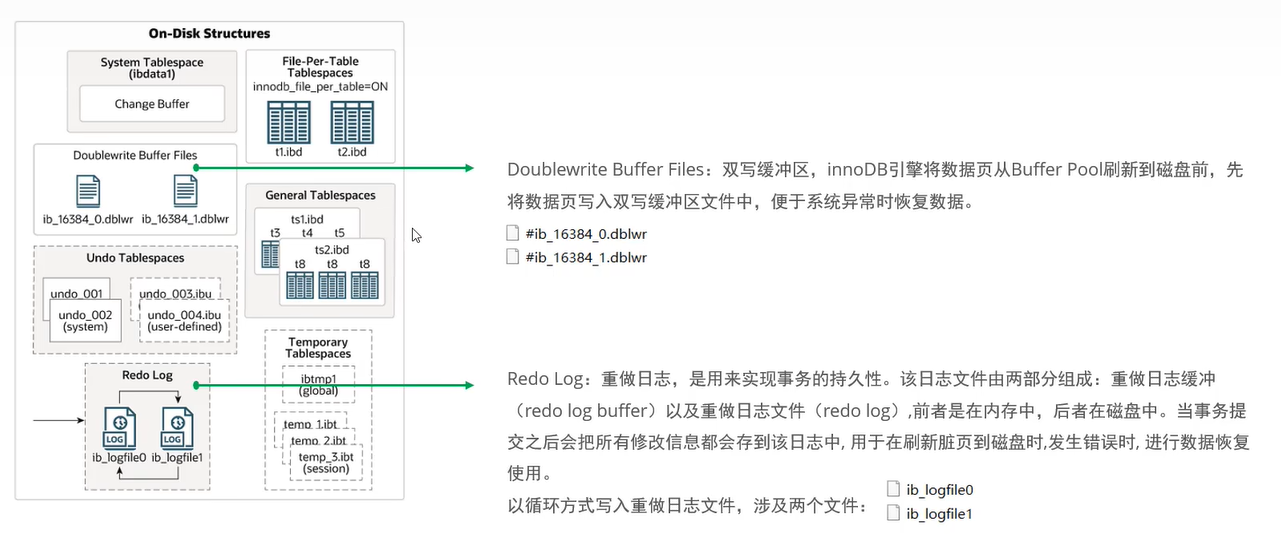 On-Disk Structures
System Tablespace
(ibdata1)
Change Buffer
File-Per-Table
Tablespaces
innodb_file_per_table=ON
t1.ibd
t2.ibd
Doublewrite Buffer Files
ib_16384_0.dblwr
ib_16384_1.dblwr
General Tablespaces
ts1.ibd
t3 t4 t5
ts2.ibd
t8 t8 t8
Undo Tablespaces
undo_001
undo_002
(system)
undo_003.ibu
undo_004.ibu
(user-defined)
Temporary
Tablespaces
ibtmp1
(global)
temp_1.ibt
temp_2.ibt
temp_3.ibt
(session)
Redo Log
LOG
LOG
ib_logfile0
ib_logfile1
Doublewrite Buffer Files：双写缓冲区，innoDB引擎将数据页从Buffer Pool刷新到磁盘前，先
将数据页写入双写缓冲区文件中，便于系统异常时恢复数据。
#ib_16384_0.dblwr
#ib_16384_1.dblwr
Redo Log：重做日志，是用来实现事务的持久性。该日志文件由两部分组成：重做日志缓冲
（redo log buffer）以及重做日志文件（redo log）,前者是在内存中，后者在磁盘中。当事务提
交之后会把所有修改信息都会存到该日志中, 用于在刷新脏页到磁盘时,发生错误时, 进行数据恢复
使用。
以循环方式写入重做日志文件，涉及两个文件：
ib_logfile0
ib_logfile1